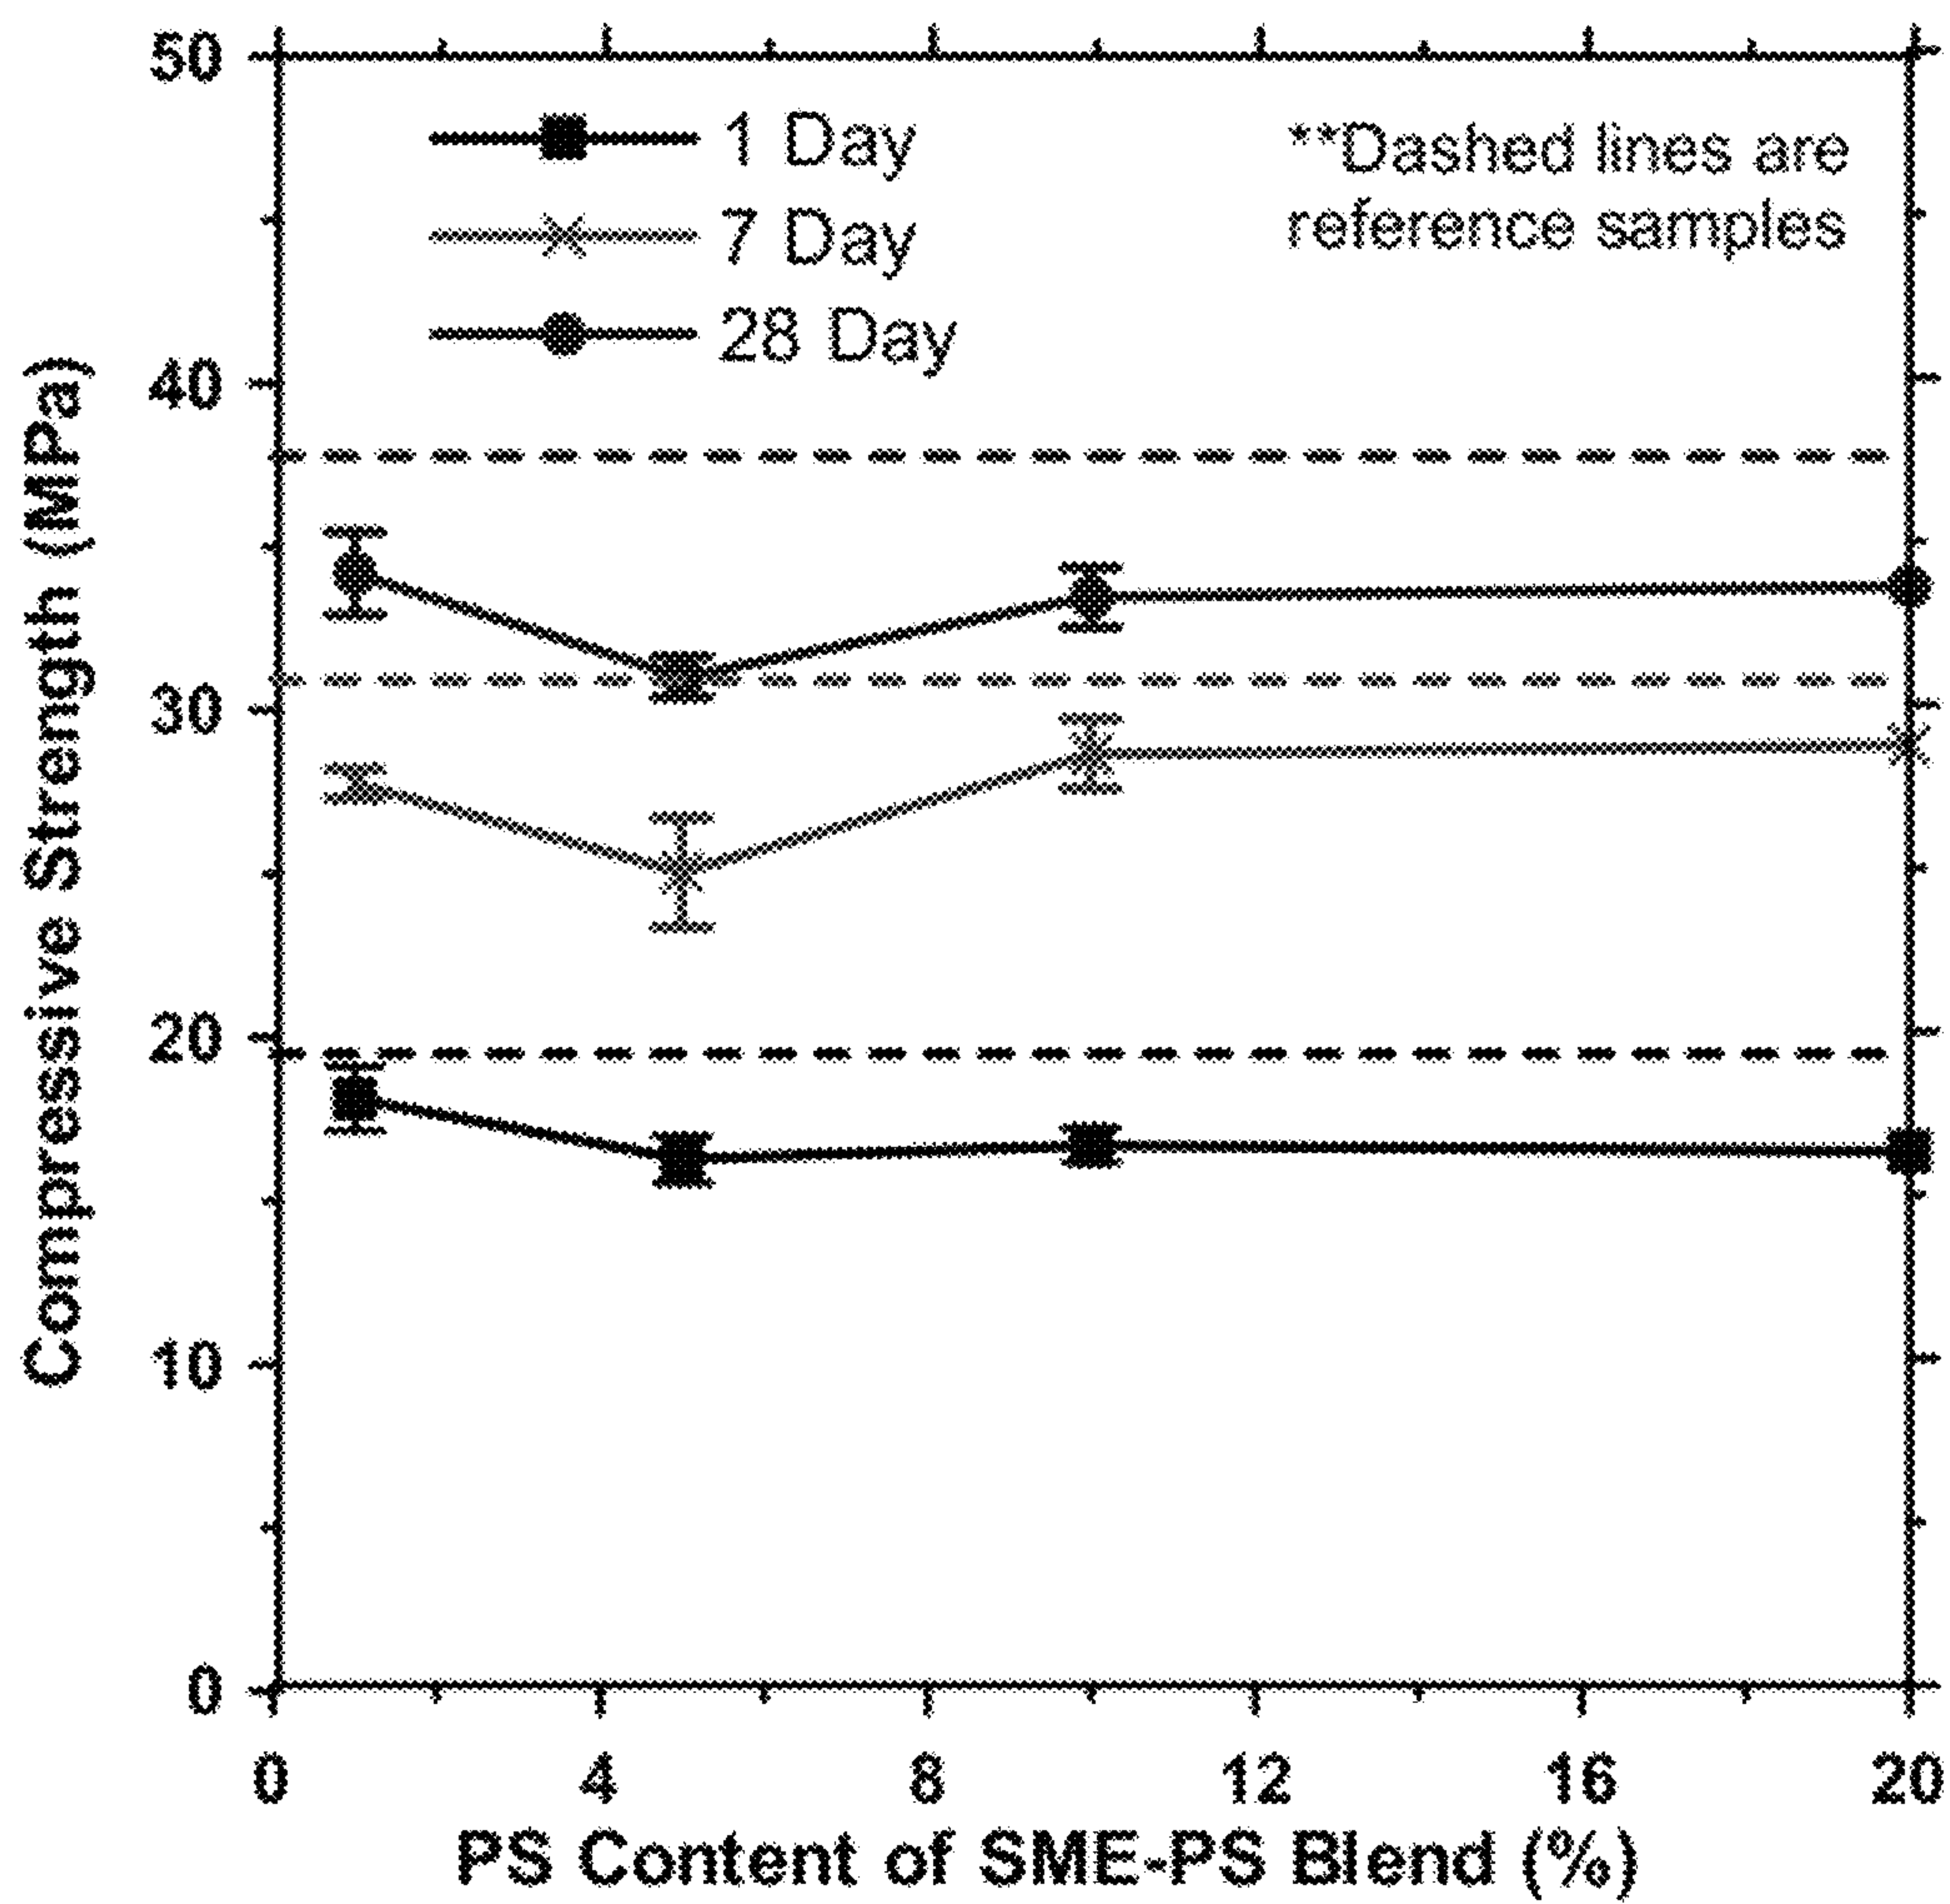 50
1 Day
**Dashed lines are
reference samples
7 Day
28 Day
40
30
20
10
0
Compressive Strength (MPa)
0 4 8 12 16 20
PS Content of SME-PS Blend (%)